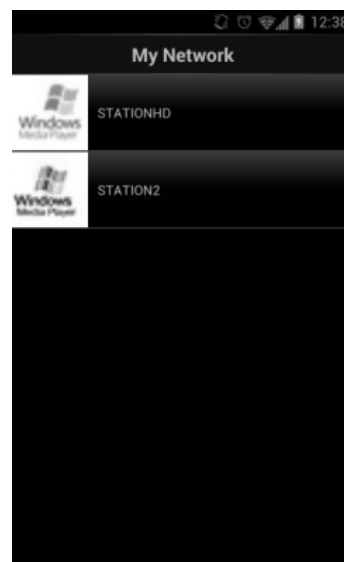 12:38
My Network
Windows
Media Player
STATIONHD
Windows
Media Player
STATION2